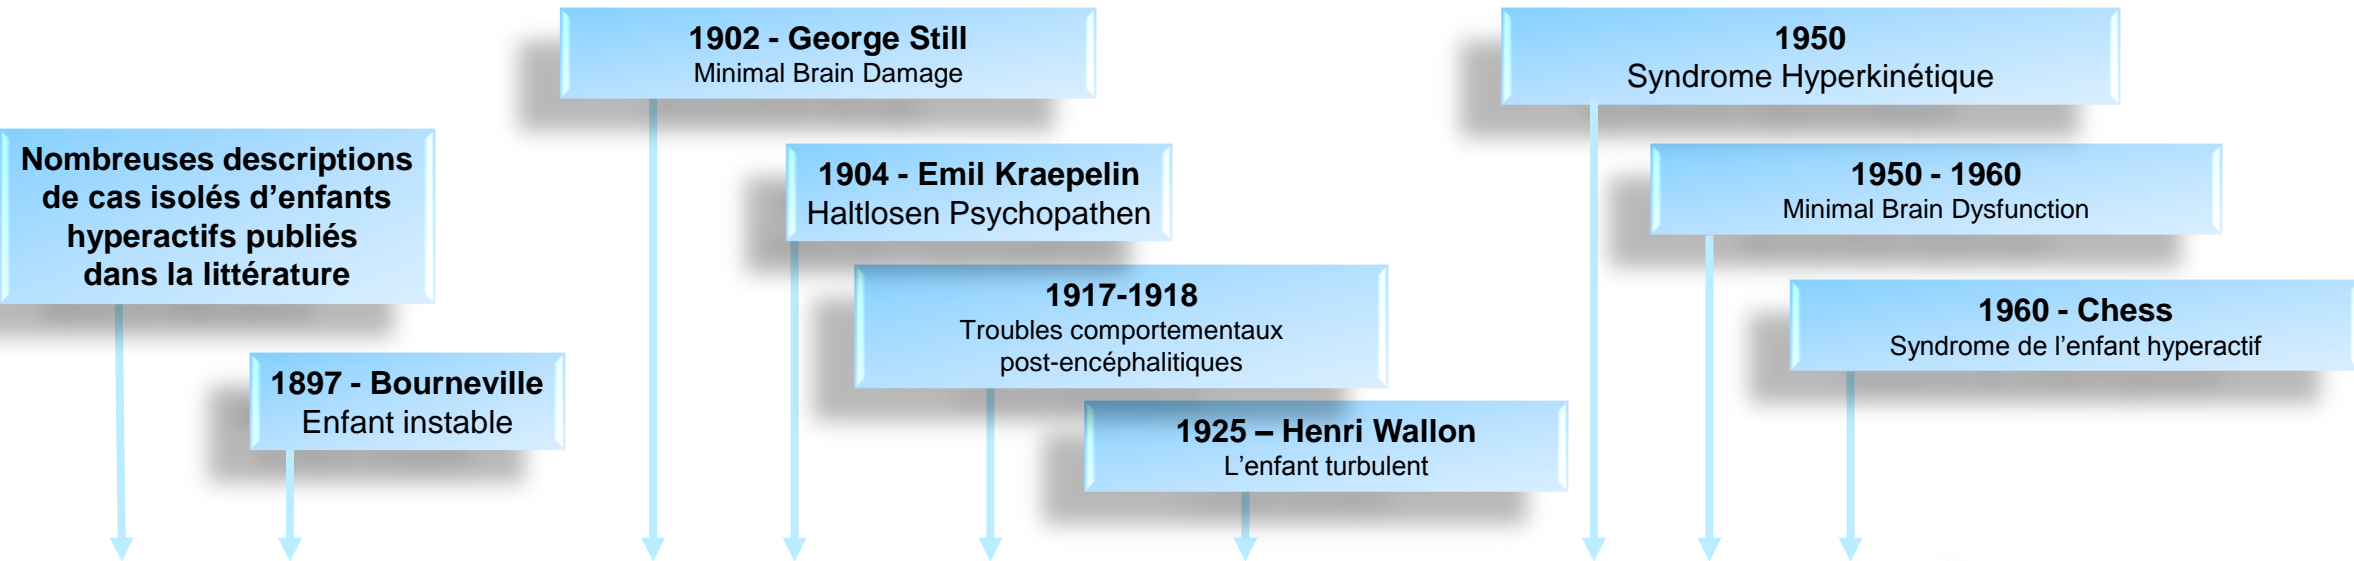 Nombreuses descriptions
de cas isolés d’enfants
hyperactifs publiés
dans la littérature
1897 - Bourneville
Enfant instable
1902 - George Still
Minimal Brain Damage
1904 - Emil Kraepelin
Haltlosen Psychopathen
1917-1918
Troubles comportementaux
post-encéphalitiques
1925 – Henri Wallon
L’enfant turbulent
1950
Syndrome Hyperkinétique
1950 - 1960
Minimal Brain Dysfunction
1960 - Chess
Syndrome de l’enfant hyperactif